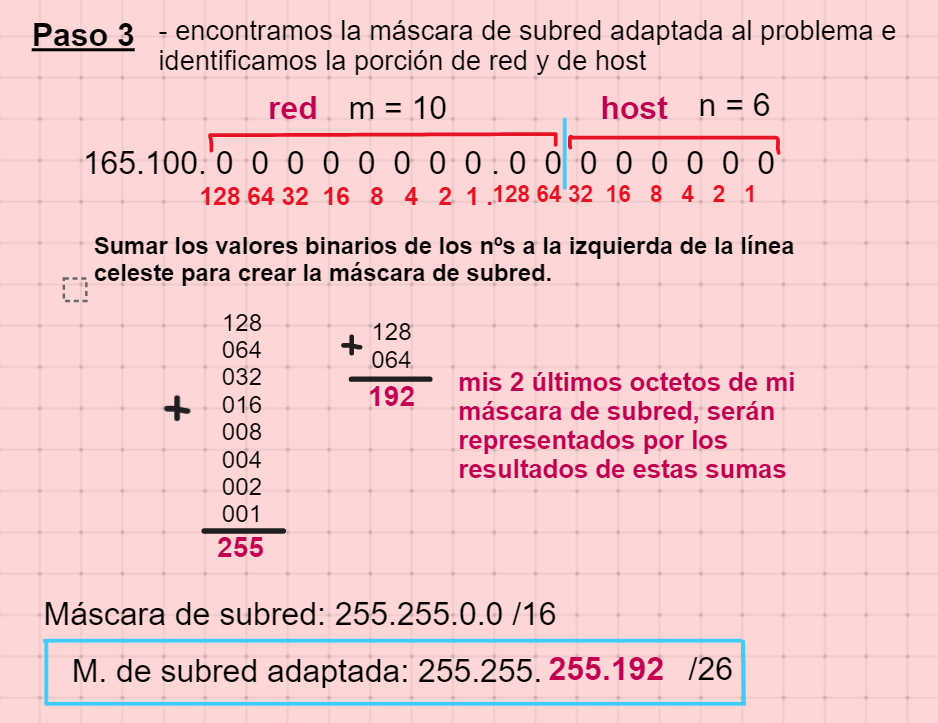 Paso 3 - encontramos la máscara de subred adaptada al problema e
identificamos la porción de red y de host
red m = 10 host n = 6
165.100.0 0 0 0 0 0 0 0 . 0 0 0 0 0 0 0 0
128 64 32 16 8 4 2 1 . 128 64 32 16 8 4 2 1
Sumar los valores binarios de los nºs a la izquierda de la línea
celeste para crear la máscara de subred.
128
064
032
+ 016
008
004
002
001
255
+ 128
064
192
mis 2 últimos octetos de mi
máscara de subred, serán
representados por los
resultados de estas sumas
Máscara de subred: 255.255.0.0 /16
M. de subred adaptada: 255.255.255.192 /26